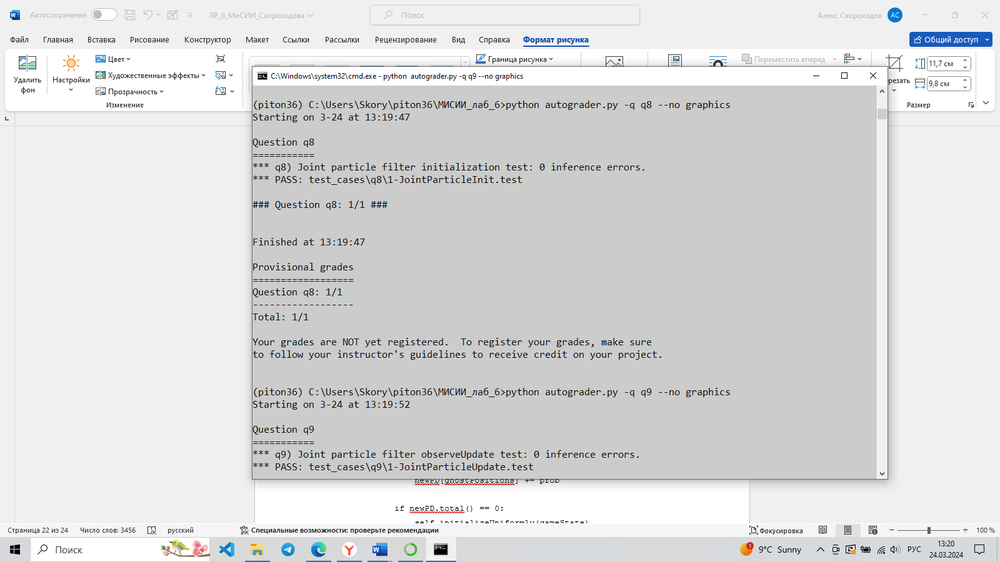 Автосохранение
ЛР_6_МиСИИ_Скороходова
Поиск
Алекс Скороходов
АС
Файл Главная Вставка Рисование Конструктор Макет Ссылки Рассылки Рецензирование Вид Справка Формат рисунка
Общий доступ
Удалить фон
Настройки
Цвет
Художественные эффекты
Прозрачность
Изменение
Граница рисунка
Переместить вперед
11,7 см
9,8 см
Размер
C:\Windows\system32\cmd.exe - python autograder.py -q q9 --no graphics
(piton36) C:\Users\Skory\piton36\МИСИИ_лаб_6>python autograder.py -q q8 --no graphics
Starting on 3-24 at 13:19:47
Question q8
===========
*** q8) Joint particle filter initialization test: 0 inference errors.
*** PASS: test_cases\q8\1-JointParticleInit.test
### Question q8: 1/1 ###
Finished at 13:19:47
Provisional grades
==================
Question q8: 1/1
------------------
Total: 1/1
Your grades are NOT yet registered.  To register your grades, make sure
to follow your instructor's guidelines to receive credit on your project.
(piton36) C:\Users\Skory\piton36\МИСИИ_лаб_6>python autograder.py -q q9 --no graphics
Starting on 3-24 at 13:19:52
Question q9
===========
*** q9) Joint particle filter observeUpdate test: 0 inference errors.
*** PASS: test_cases\q9\1-JointParticleUpdate.test
newPD[ghostPositions] += prob
if newPD.total() == 0:
self.initializeUniformly(gameState)
Страница 22 из 24 Число слов: 3456 русский Специальные возможности: проверьте рекомендации Фокусировка 100 %
Поиск
1
9°C Sunny
РУС
13:20
24.03.2024